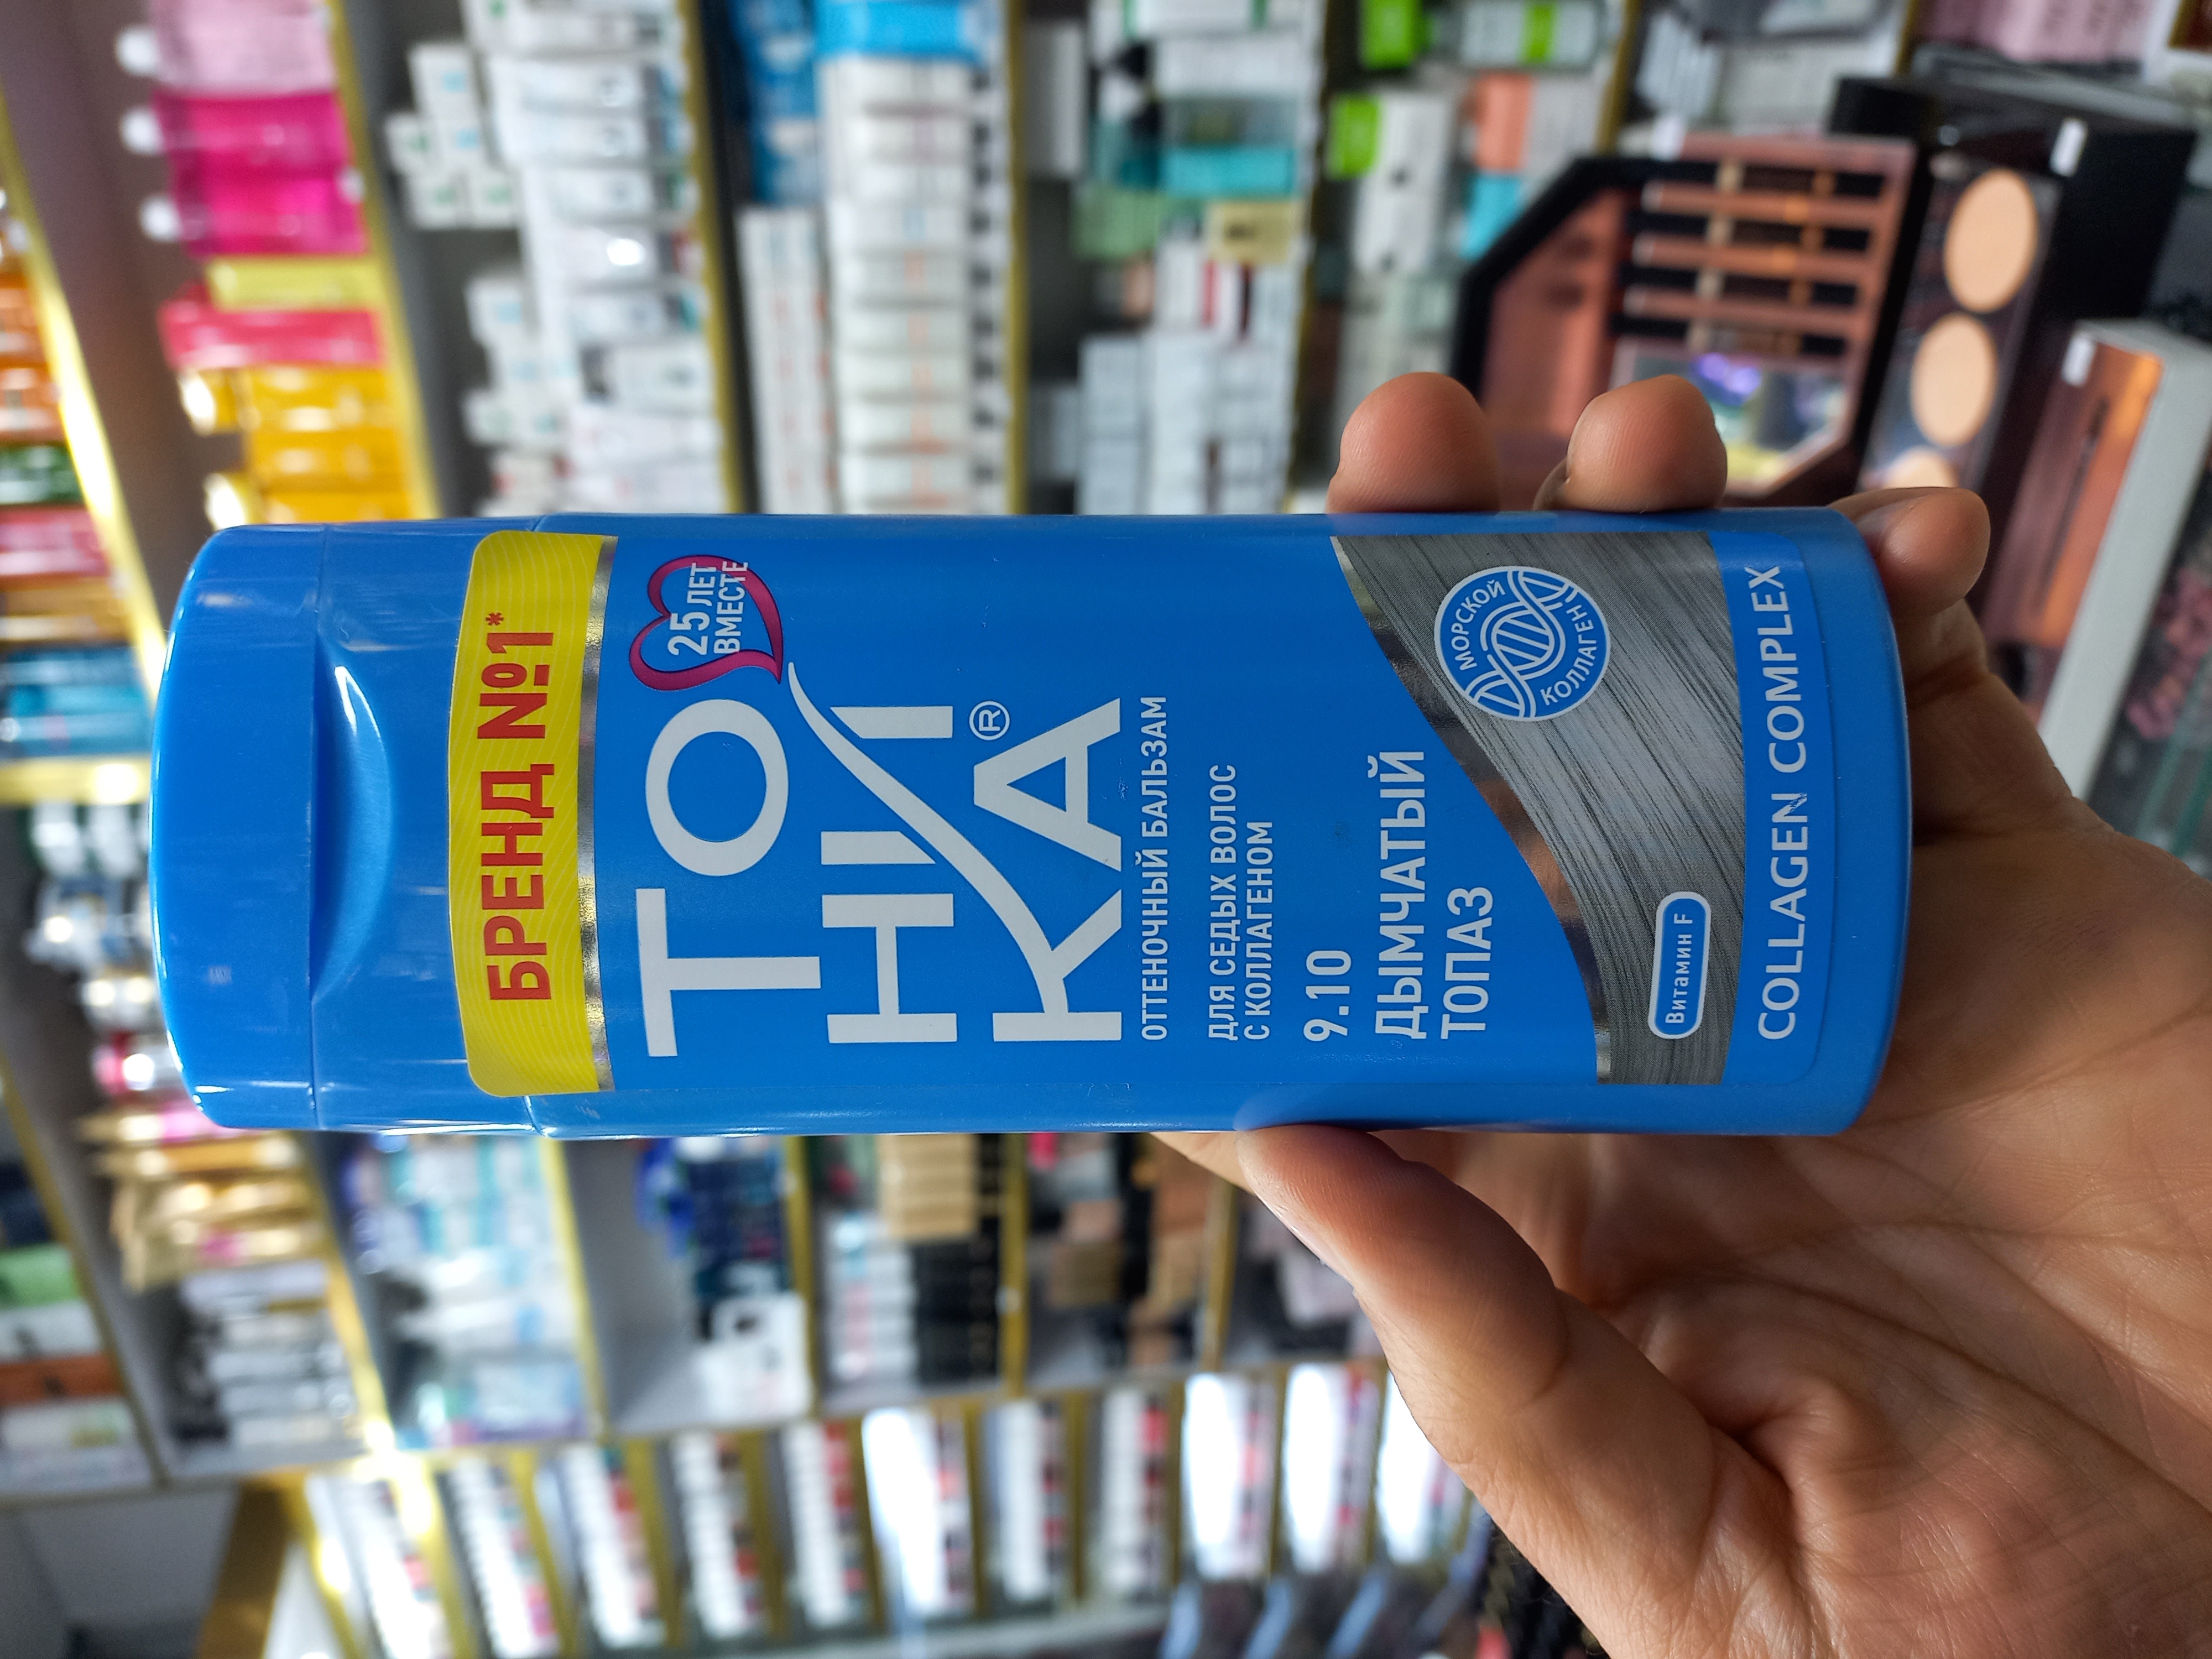 БРЕНД №1*
25 ЛЕТ
ВМЕСТЕ
ТО
НИ
КА®
ОТТЕНОЧНЫЙ БАЛЬЗАМ
ДЛЯ СЕДЫХ ВОЛОС
С КОЛЛАГЕНОМ
9.10
ДЫМЧАТЫЙ
ТОПАЗ
МОРСКОЙ
КОЛЛАГЕН
Витамин F
COLLAGEN COMPLEX